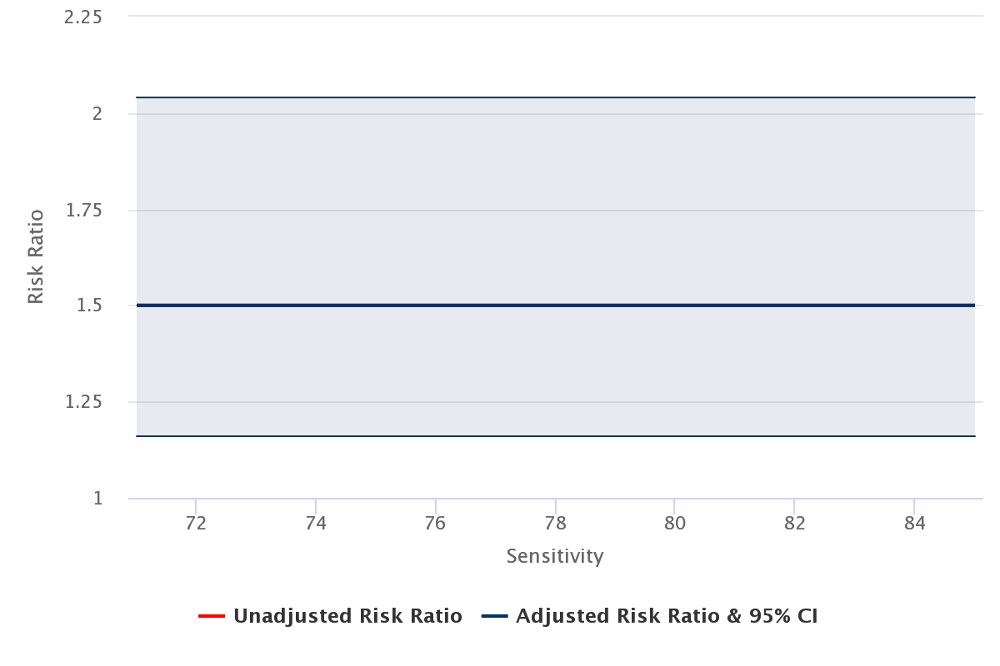 2.25
2
1.75
1.5
1.25
1
Risk Ratio
72 74 76 78 80 82 84
Sensitivity
Unadjusted Risk Ratio Adjusted Risk Ratio & 95% CI